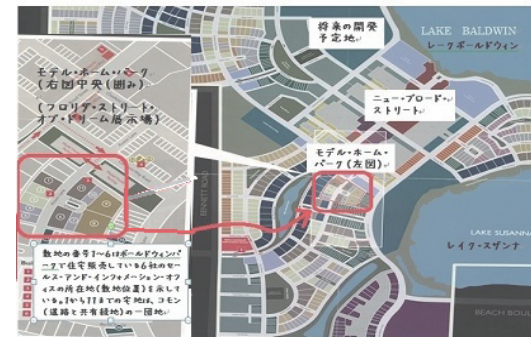 将来の開発
予定地
LAKE BALDWIN
レークボールドウィン
モデル・ホーム・パーク
(右図中央(囲み)
(フロリダ・ストリート・
オブ・ドリーム展示場)
ニュー・ブロード・
ストリート
モデル・ホーム・
パーク(左図)
BENNETT ROAD
LAKE SUSANNA
レイク・スザンナ
敷地の番号1~6はボールドウィンパ
ークで住宅販売している6社のセー
ルス・アンド・インフォメーション・オフ
ィスの所在地(敷地位置)を示して
いる。1から11までの宅地は、コモン
(道路と共有緑地)の一団地
BEACH BOUL